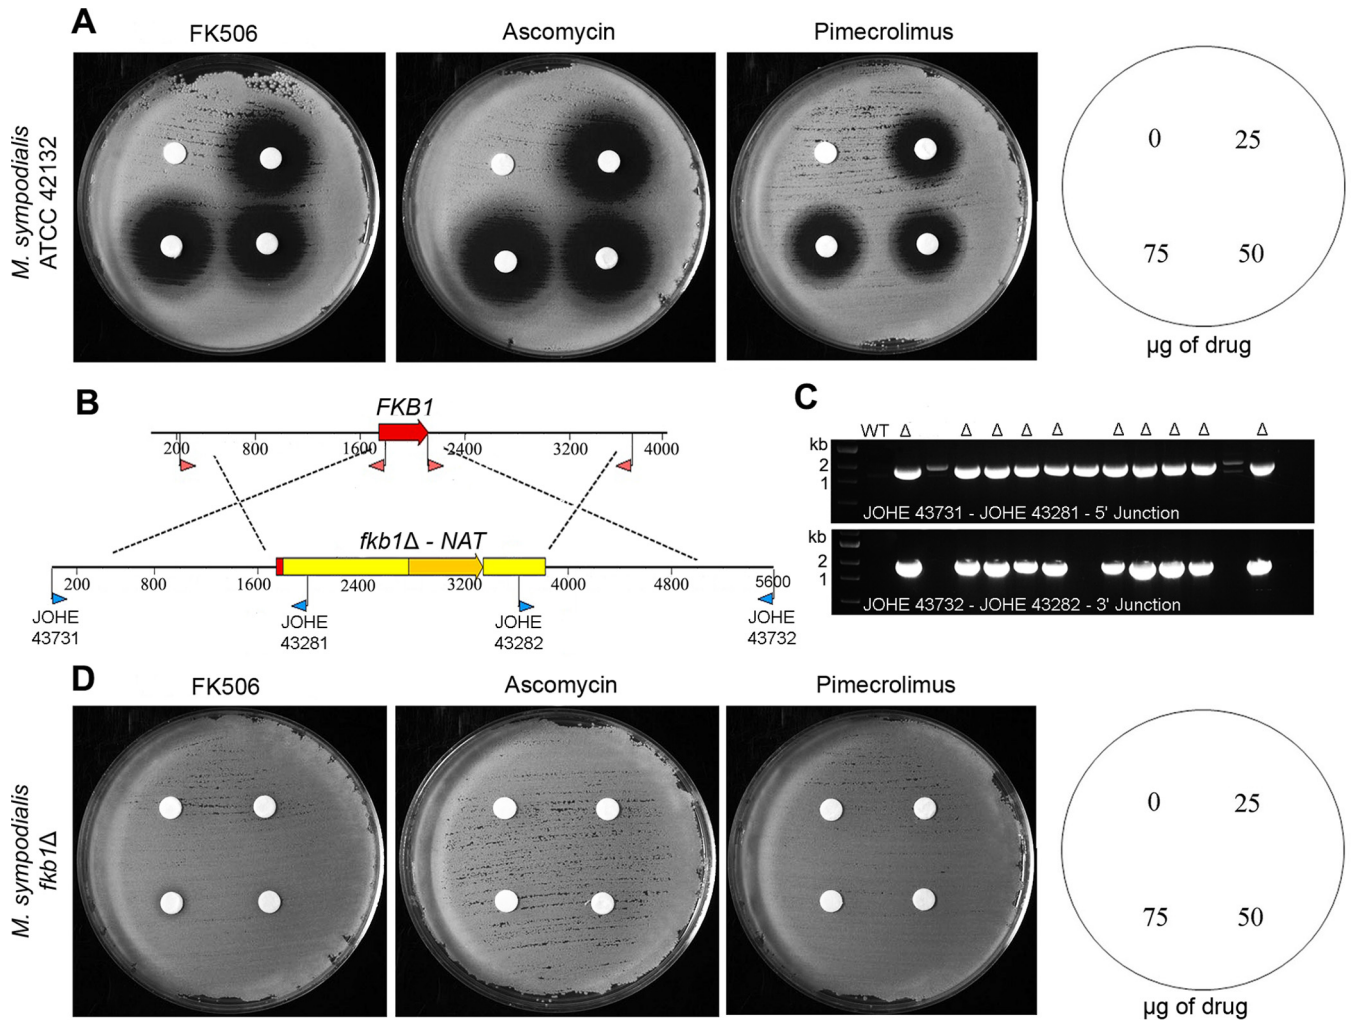 A
FK506
Ascomycin
Pimecrolimus
M. sympodialis
ATCC 42132
0 25
75 50
µg of drug
B
FKB1
200 800 1600 2400 3200 4000
fkb1Δ - NAT
200 800 1600 2400 3200 4000 4800 5600
JOHE
43731
JOHE
43281
JOHE
43282
JOHE
43732
C
WT Δ Δ Δ Δ Δ Δ Δ Δ Δ Δ
kb
2
1
JOHE 43731 - JOHE 43281 - 5' Junction
kb
2
1
JOHE 43732 - JOHE 43282 - 3' Junction
D
FK506
Ascomycin
Pimecrolimus
M. sympodialis
fkb1Δ
0 25
75 50
µg of drug